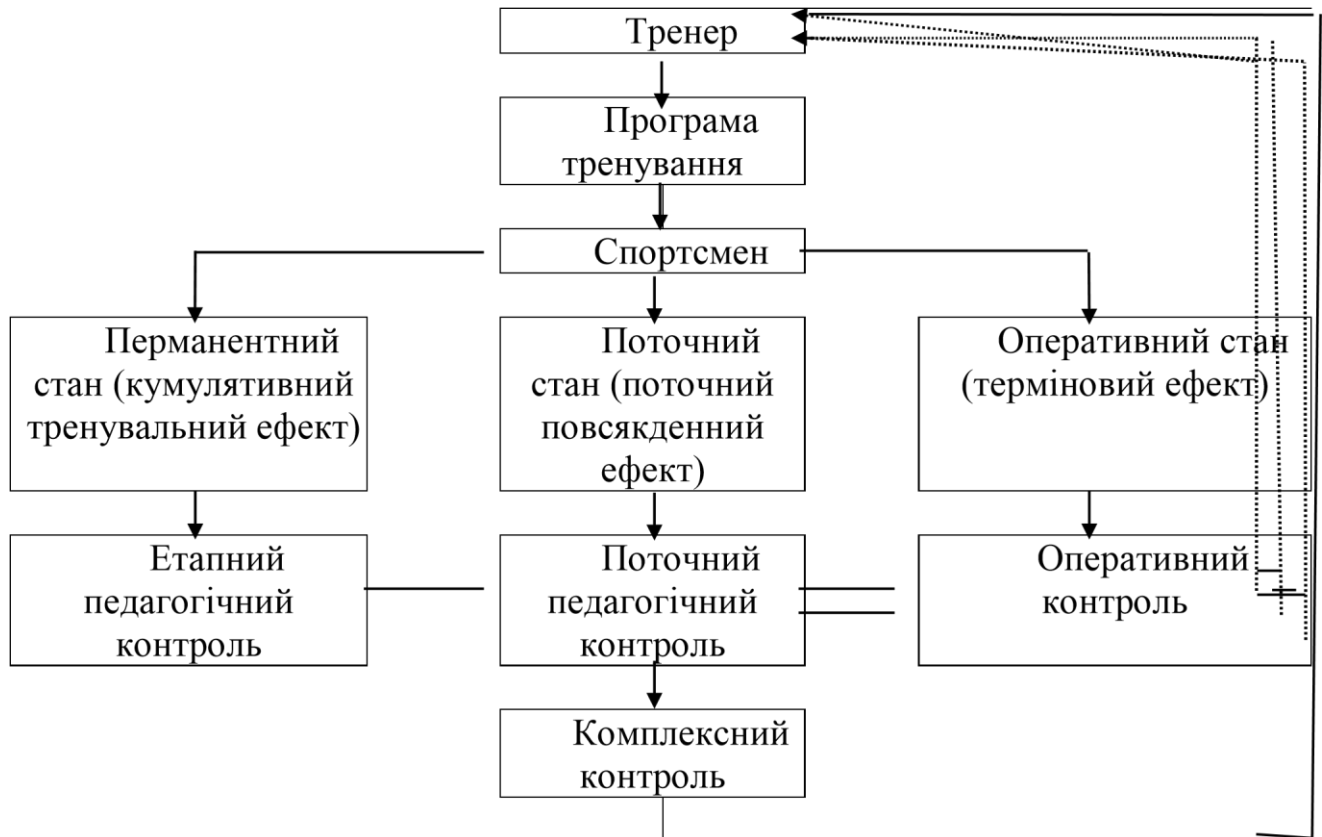 Тренер
Програма
тренування
Спортсмен
Перманентний
стан (кумулятивний
тренувальний ефект)
Поточний
стан (поточний
повсякденний
ефект)
Оперативний стан
(терміновий ефект)
Етапний
педагогічний
контроль
Поточний
педагогічний
контроль
Оперативний
контроль
Комплексний
контроль